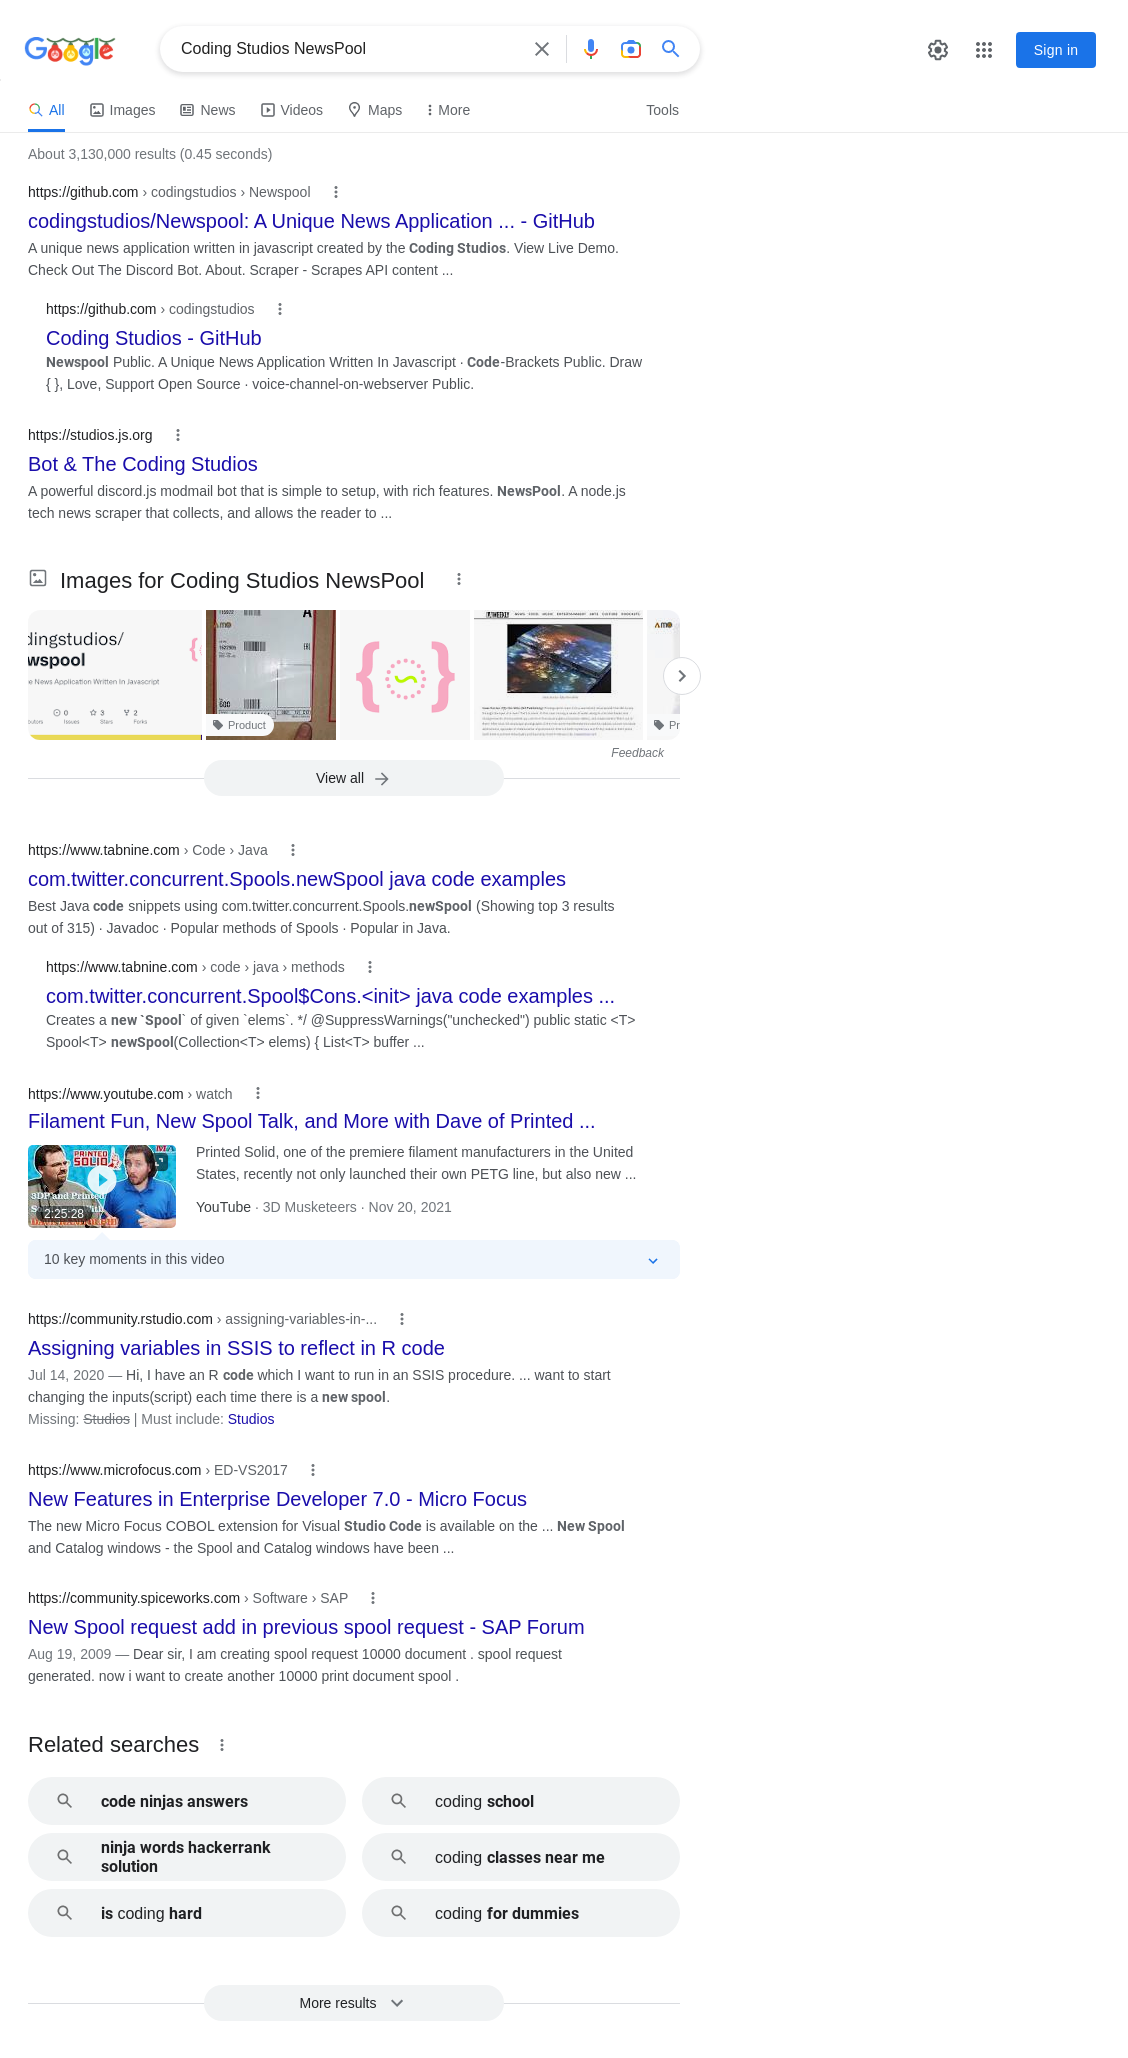 Google
Coding Studios NewsPool
Sign in
All
Images
News
Videos
Maps
More
Tools
About 3,130,000 results (0.45 seconds)
https://github.com › codingstudios › Newspool
codingstudios/Newspool: A Unique News Application ... - GitHub
A unique news application written in javascript created by the Coding Studios. View Live Demo.
Check Out The Discord Bot. About. Scraper - Scrapes API content ...
https://github.com › codingstudios
Coding Studios - GitHub
Newspool Public. A Unique News Application Written In Javascript · Code-Brackets Public. Draw
{ }, Love, Support Open Source · voice-channel-on-webserver Public.
https://studios.js.org
Bot & The Coding Studios
A powerful discord.js modmail bot that is simple to setup, with rich features. NewsPool. A node.js
tech news scraper that collects, and allows the reader to ...
Images for Coding Studios NewsPool
dingstudios/
wspool
e News Application Written In Javascript
0
Issues
3
Stars
2
Forks
Product
Pr
Feedback
View all
https://www.tabnine.com › Code › Java
com.twitter.concurrent.Spools.newSpool java code examples
Best Java code snippets using com.twitter.concurrent.Spools.newSpool (Showing top 3 results
out of 315) · Javadoc · Popular methods of Spools · Popular in Java.
https://www.tabnine.com › code › java › methods
com.twitter.concurrent.Spool$Cons.<init> java code examples ...
Creates a new `Spool` of given `elems`. */ @SuppressWarnings("unchecked") public static <T>
Spool<T> newSpool(Collection<T> elems) { List<T> buffer ...
https://www.youtube.com › watch
Filament Fun, New Spool Talk, and More with Dave of Printed ...
PRINTED
SOLID
3DP and Printed
2:25:28
Printed Solid, one of the premiere filament manufacturers in the United
States, recently not only launched their own PETG line, but also new ...
YouTube · 3D Musketeers · Nov 20, 2021
10 key moments in this video
https://community.rstudio.com › assigning-variables-in-...
Assigning variables in SSIS to reflect in R code
Jul 14, 2020 — Hi, I have an R code which I want to run in an SSIS procedure. ... want to start
changing the inputs(script) each time there is a new spool.
Missing: Studios | Must include: Studios
https://www.microfocus.com › ED-VS2017
New Features in Enterprise Developer 7.0 - Micro Focus
The new Micro Focus COBOL extension for Visual Studio Code is available on the ... New Spool
and Catalog windows - the Spool and Catalog windows have been ...
https://community.spiceworks.com › Software › SAP
New Spool request add in previous spool request - SAP Forum
Aug 19, 2009 — Dear sir, I am creating spool request 10000 document . spool request
generated. now i want to create another 10000 print document spool .
Related searches
code ninjas answers
coding school
ninja words hackerrank
solution
coding classes near me
is coding hard
coding for dummies
More results